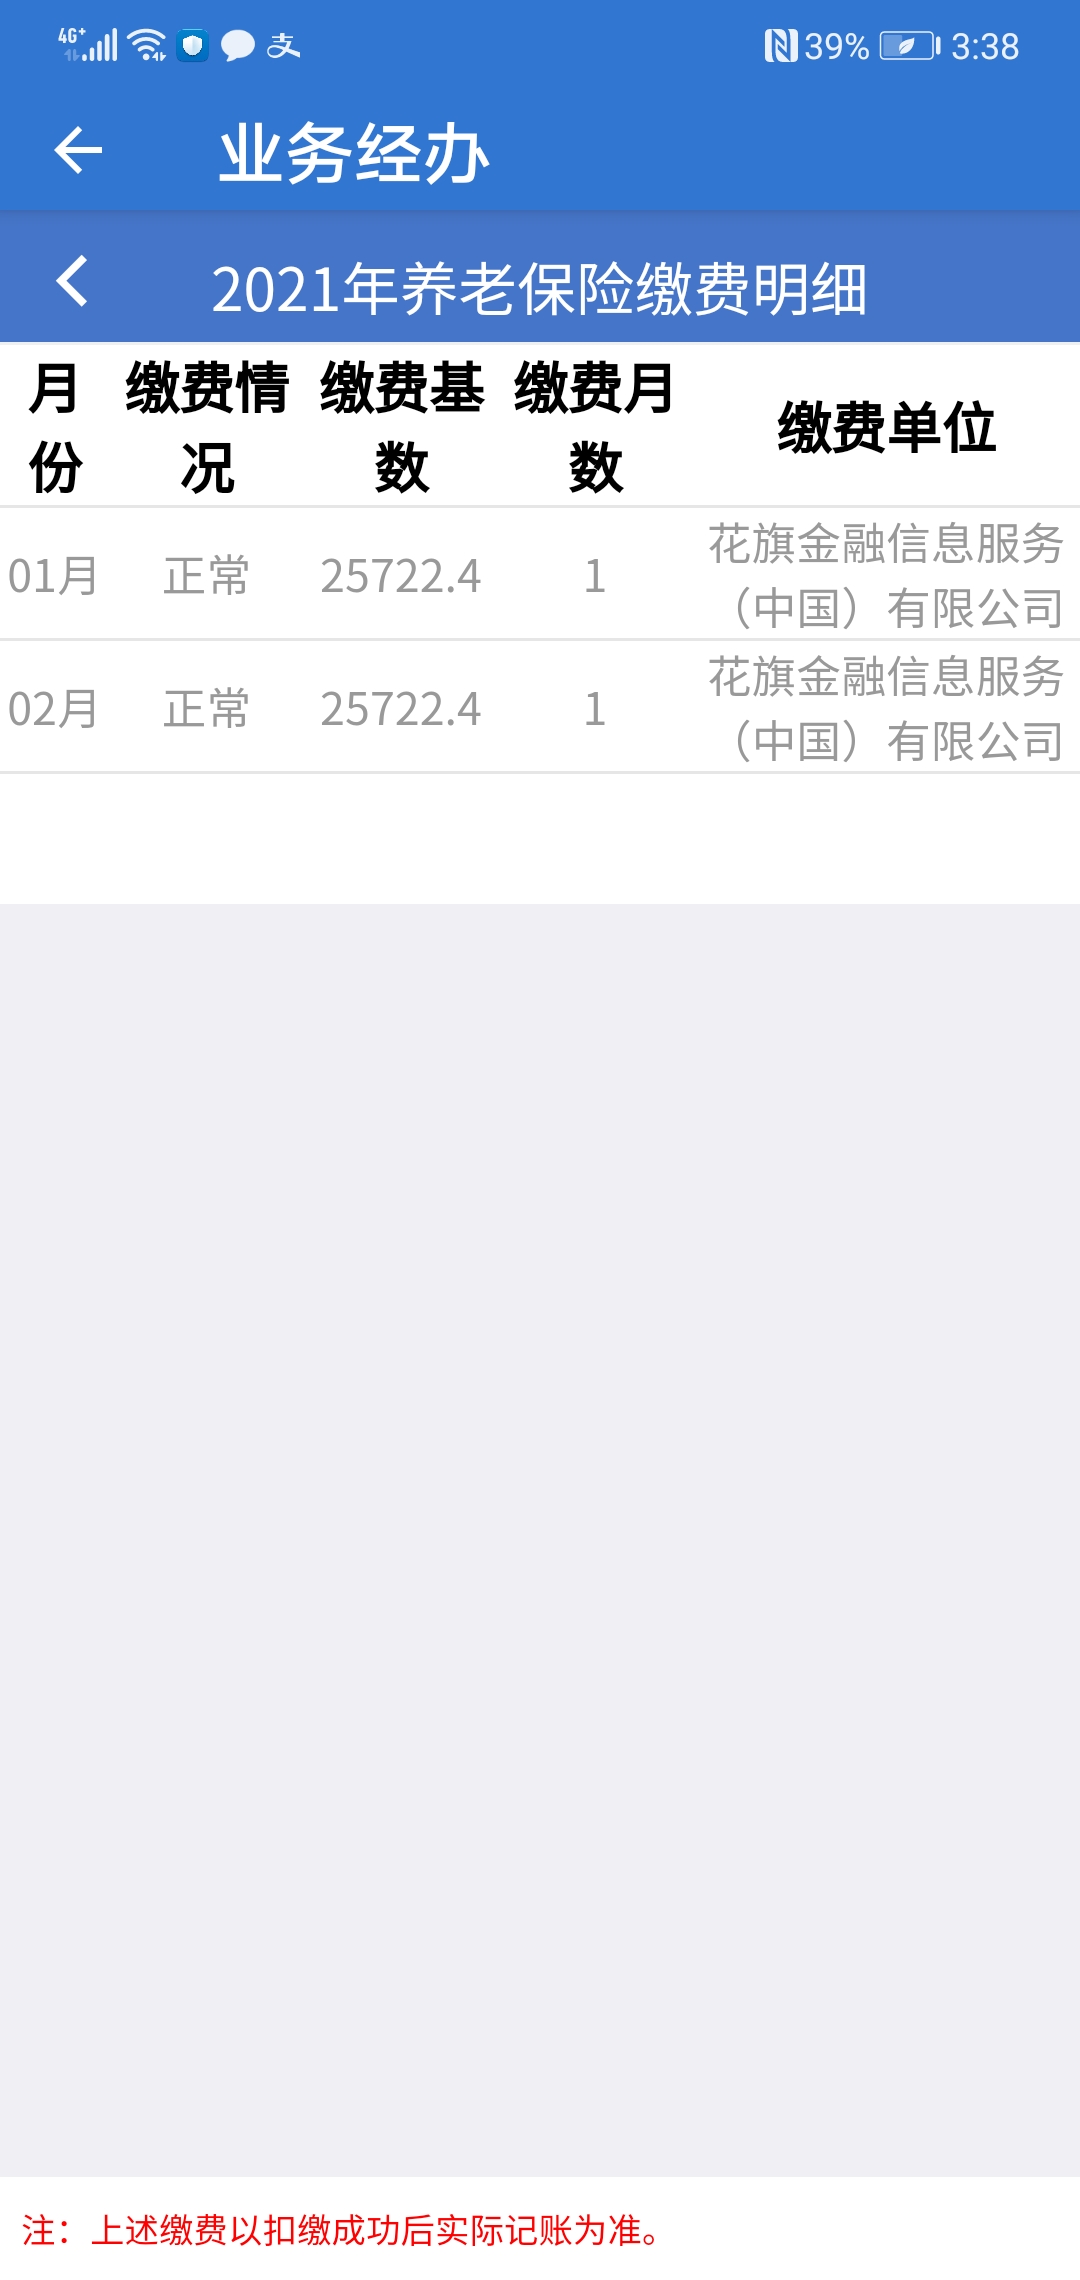 4G+ 支 39% 3:38
业务经办
2021年养老保险缴费明细
月份 缴费情况 缴费基数 缴费月数 缴费单位
01月 正常 25722.4 1 花旗金融信息服务
（中国）有限公司
02月 正常 25722.4 1 花旗金融信息服务
（中国）有限公司
注：上述缴费以扣缴成功后实际记账为准。